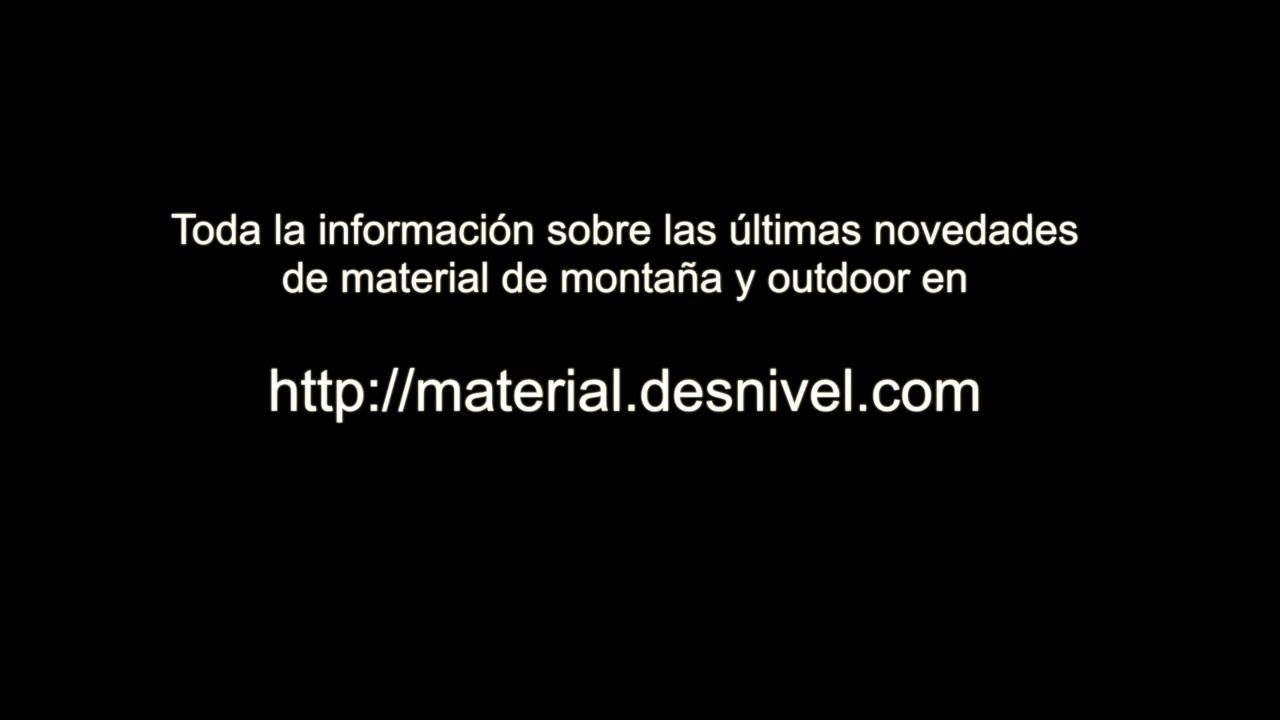 Toda la información sobre las últimas novedades
de material de montaña y outdoor en
http://material.desnivel.com